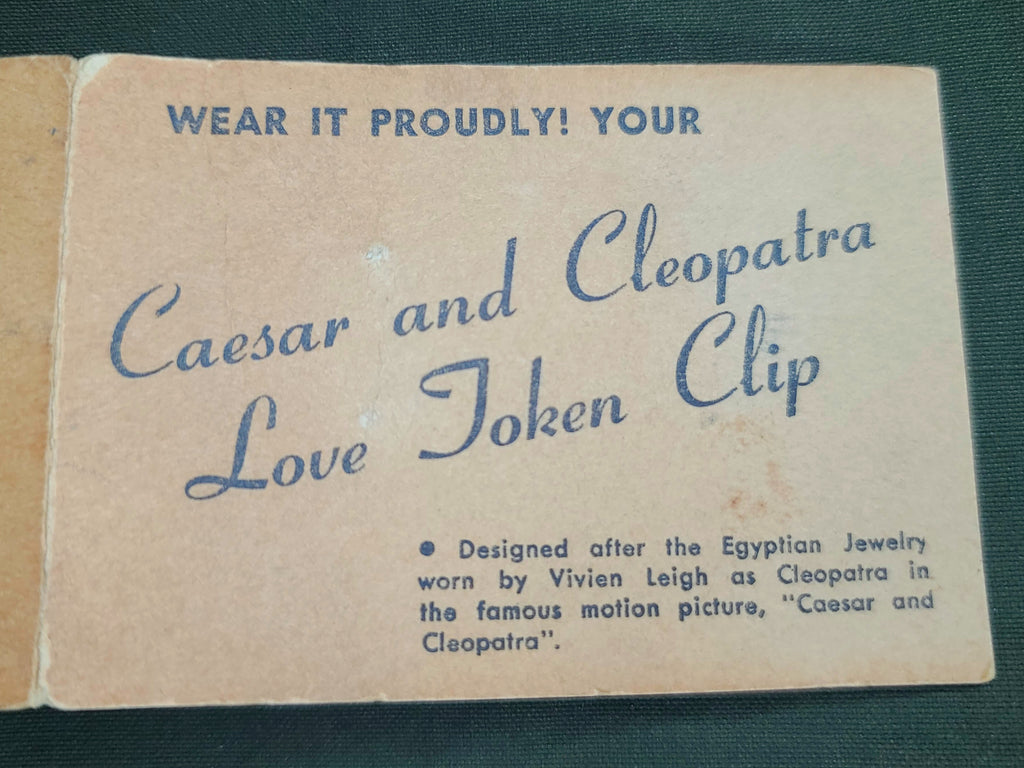 WEAR IT PROUDLY! YOUR
Caesar and Cleopatra
Love Token Clip
• Designed after the Egyptian Jewelry
worn by Vivien Leigh as Cleopatra in
the famous motion picture, "Caesar and
Cleopatra".